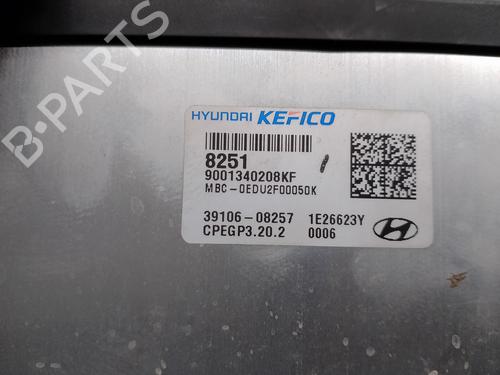 HYUNDAI KEFICO
8251
9001340208KF
MBC-0EDU2F00050K
39106-08257 1E26623Y
CPEGP3.20.2 0006
B-PARTS